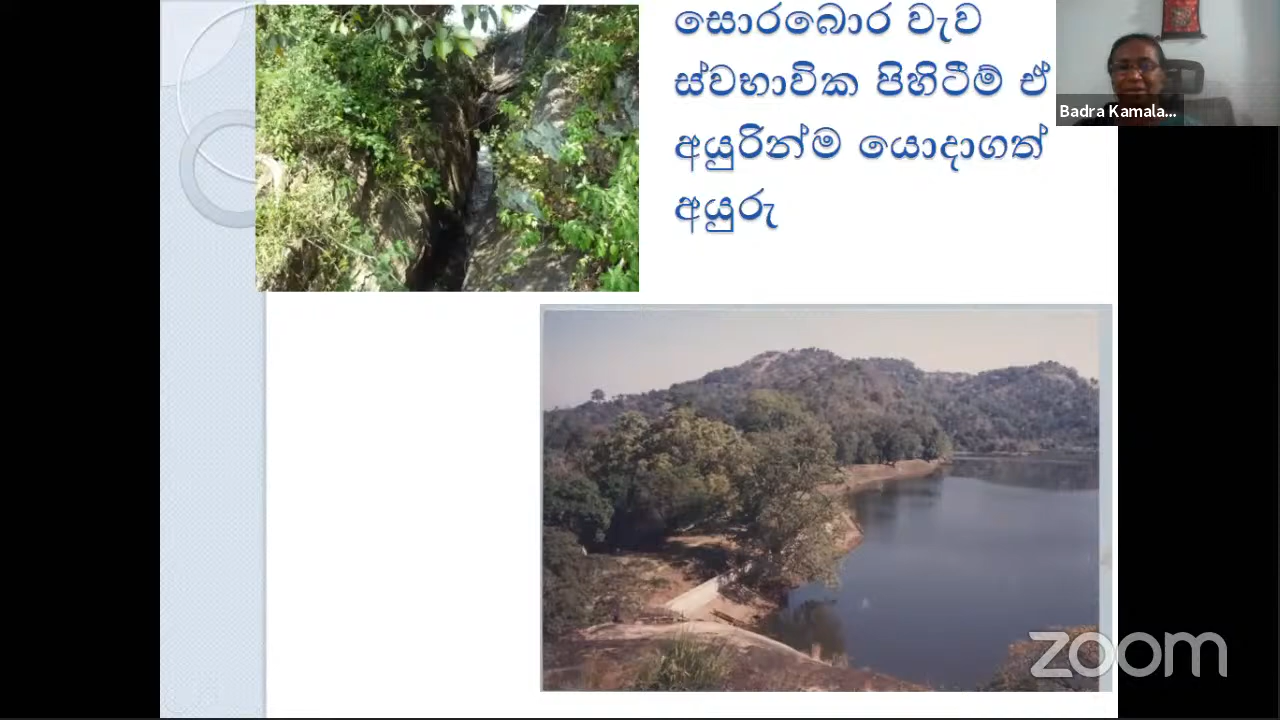 සොරබොර වැව
ස්වභාවික පිහිටීම ඒ
අයුරින්ම යොදාගත්
අයුරු
Badra Kamala...
zoom